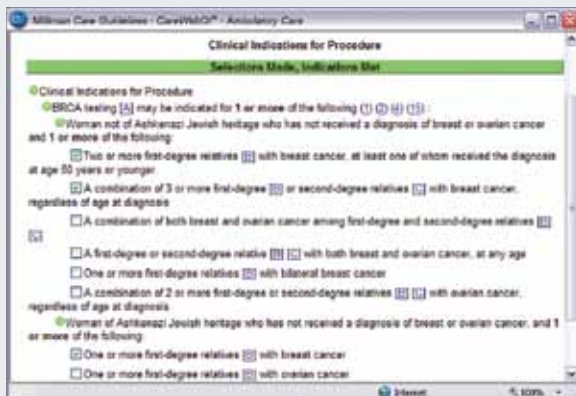 Milliman Care Guidelines - CareWebQI - Ambulatory Care
Clinical Indications for Procedure
Selections Made, Indications Met
Clinical Indications for Procedure
BRCA testing [A] may be indicated for 1 or more of the following (1) (2) (4) (15) :
Woman not of Ashkenazi Jewish heritage who has not received a diagnosis of breast or ovarian cancer
and 1 or more of the following:
Two or more first-degree relatives [B] with breast cancer, at least one of whom received the diagnosis
at age 50 years or younger
A combination of 3 or more first-degree [B] or second-degree relatives [C] with breast cancer,
regardless of age at diagnosis
A combination of both breast and ovarian cancer among first-degree and second-degree relatives [B]
[C]
A first-degree or second-degree relative [B] [C] with both breast and ovarian cancer, at any age
One or more first-degree relatives [B] with bilateral breast cancer
A combination of 2 or more first-degree or second-degree relatives [B] [C] with ovarian cancer,
regardless of age at diagnosis
Woman of Ashkenazi Jewish heritage who has not received a diagnosis of breast or ovarian cancer, and 1
or more of the following:
One or more first-degree relatives [B] with breast cancer
One or more first-degree relatives [B] with ovarian cancer
Internet
100%